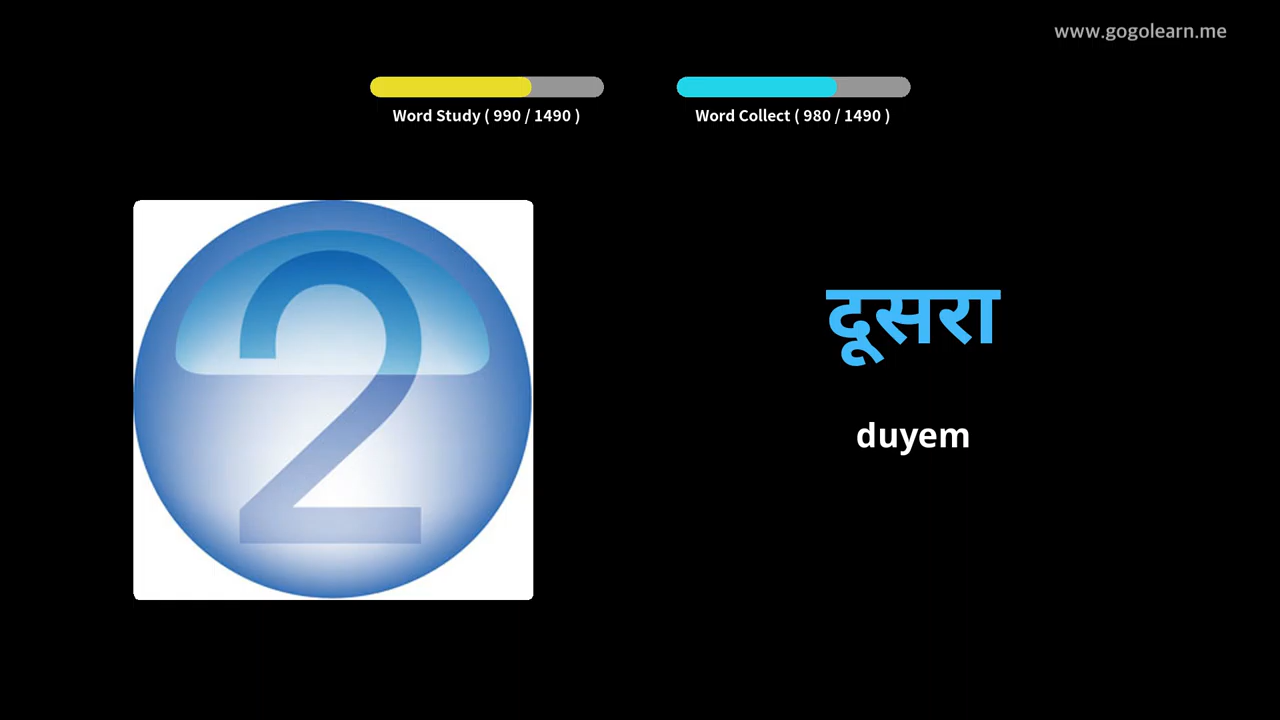 www.gogolearn.me
Word Study ( 990 / 1490 )
Word Collect ( 980 / 1490 )
2
दूसरा
duyem